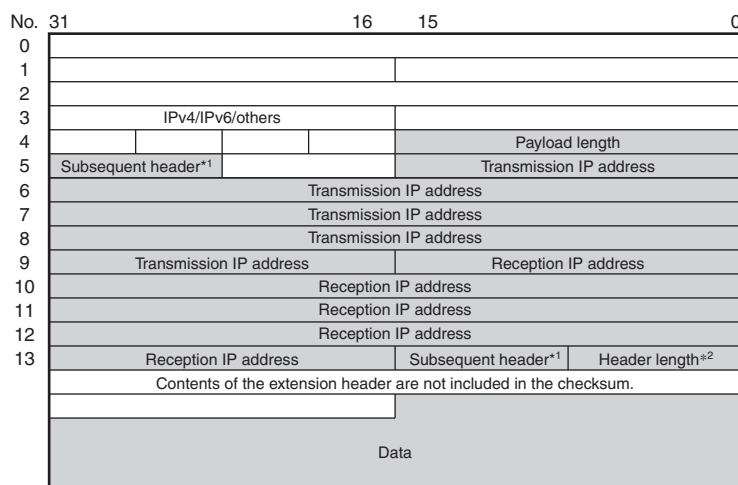 No. 31 16 15 0
0
1
2
3 IPv4/IPv6/others
4 Payload length
5 Subsequent header*1 Transmission IP address
6 Transmission IP address
7 Transmission IP address
8 Transmission IP address
9 Transmission IP address Reception IP address
10 Reception IP address
11 Reception IP address
12 Reception IP address
13 Reception IP address Subsequent header*1 Header length*2
Contents of the extension header are not included in the checksum.
Data